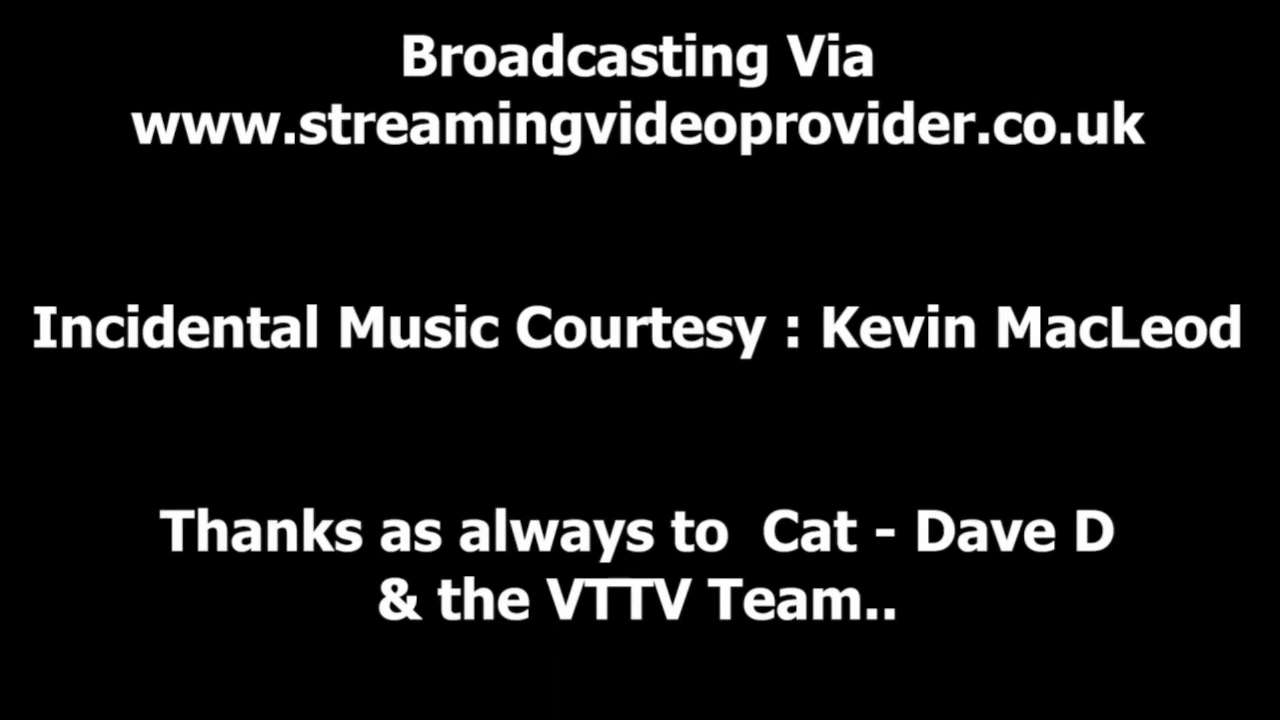 Broadcasting Via
www.streamingvideoprovider.co.uk
Incidental Music Courtesy : Kevin MacLeod
Thanks as always to  Cat - Dave D
& the VTTV Team..